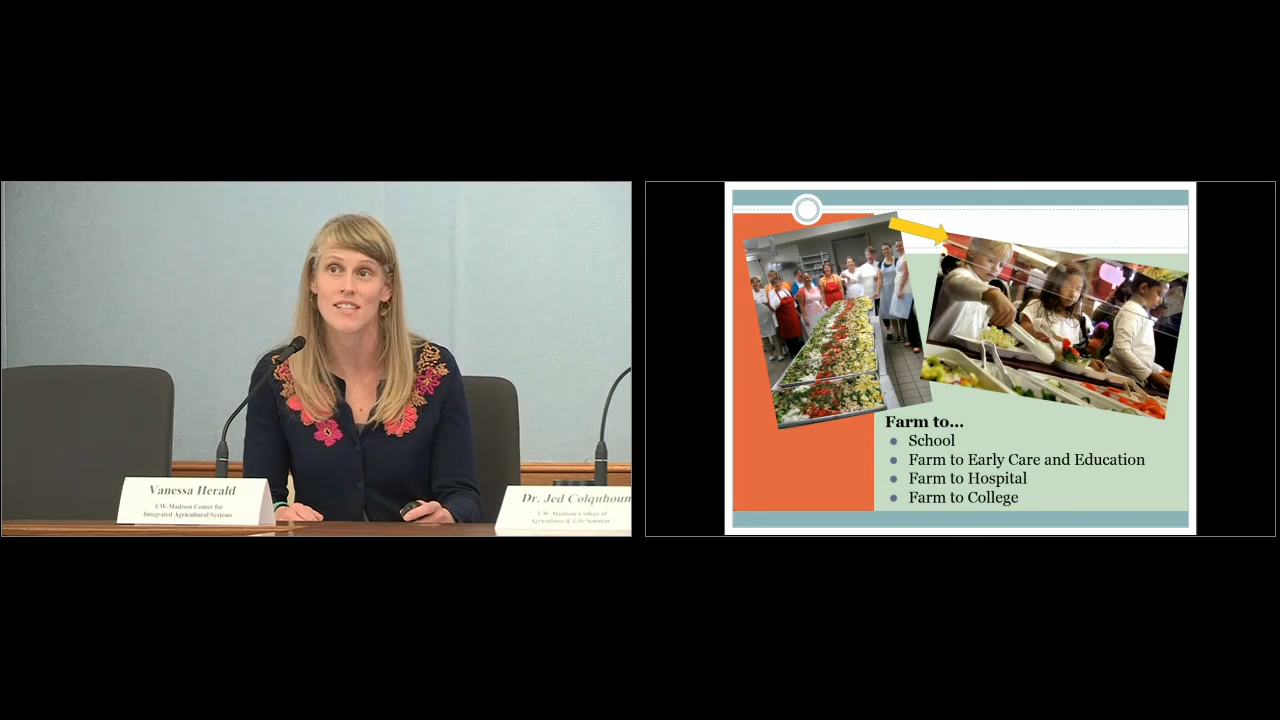 Vanessa Herald
UW-Madison Center for
Integrated Agricultural Systems
Dr. Jed Colquhoun
UW-Madison College of
Agriculture & Life Sciences
Farm to...
School
Farm to Early Care and Education
Farm to Hospital
Farm to College